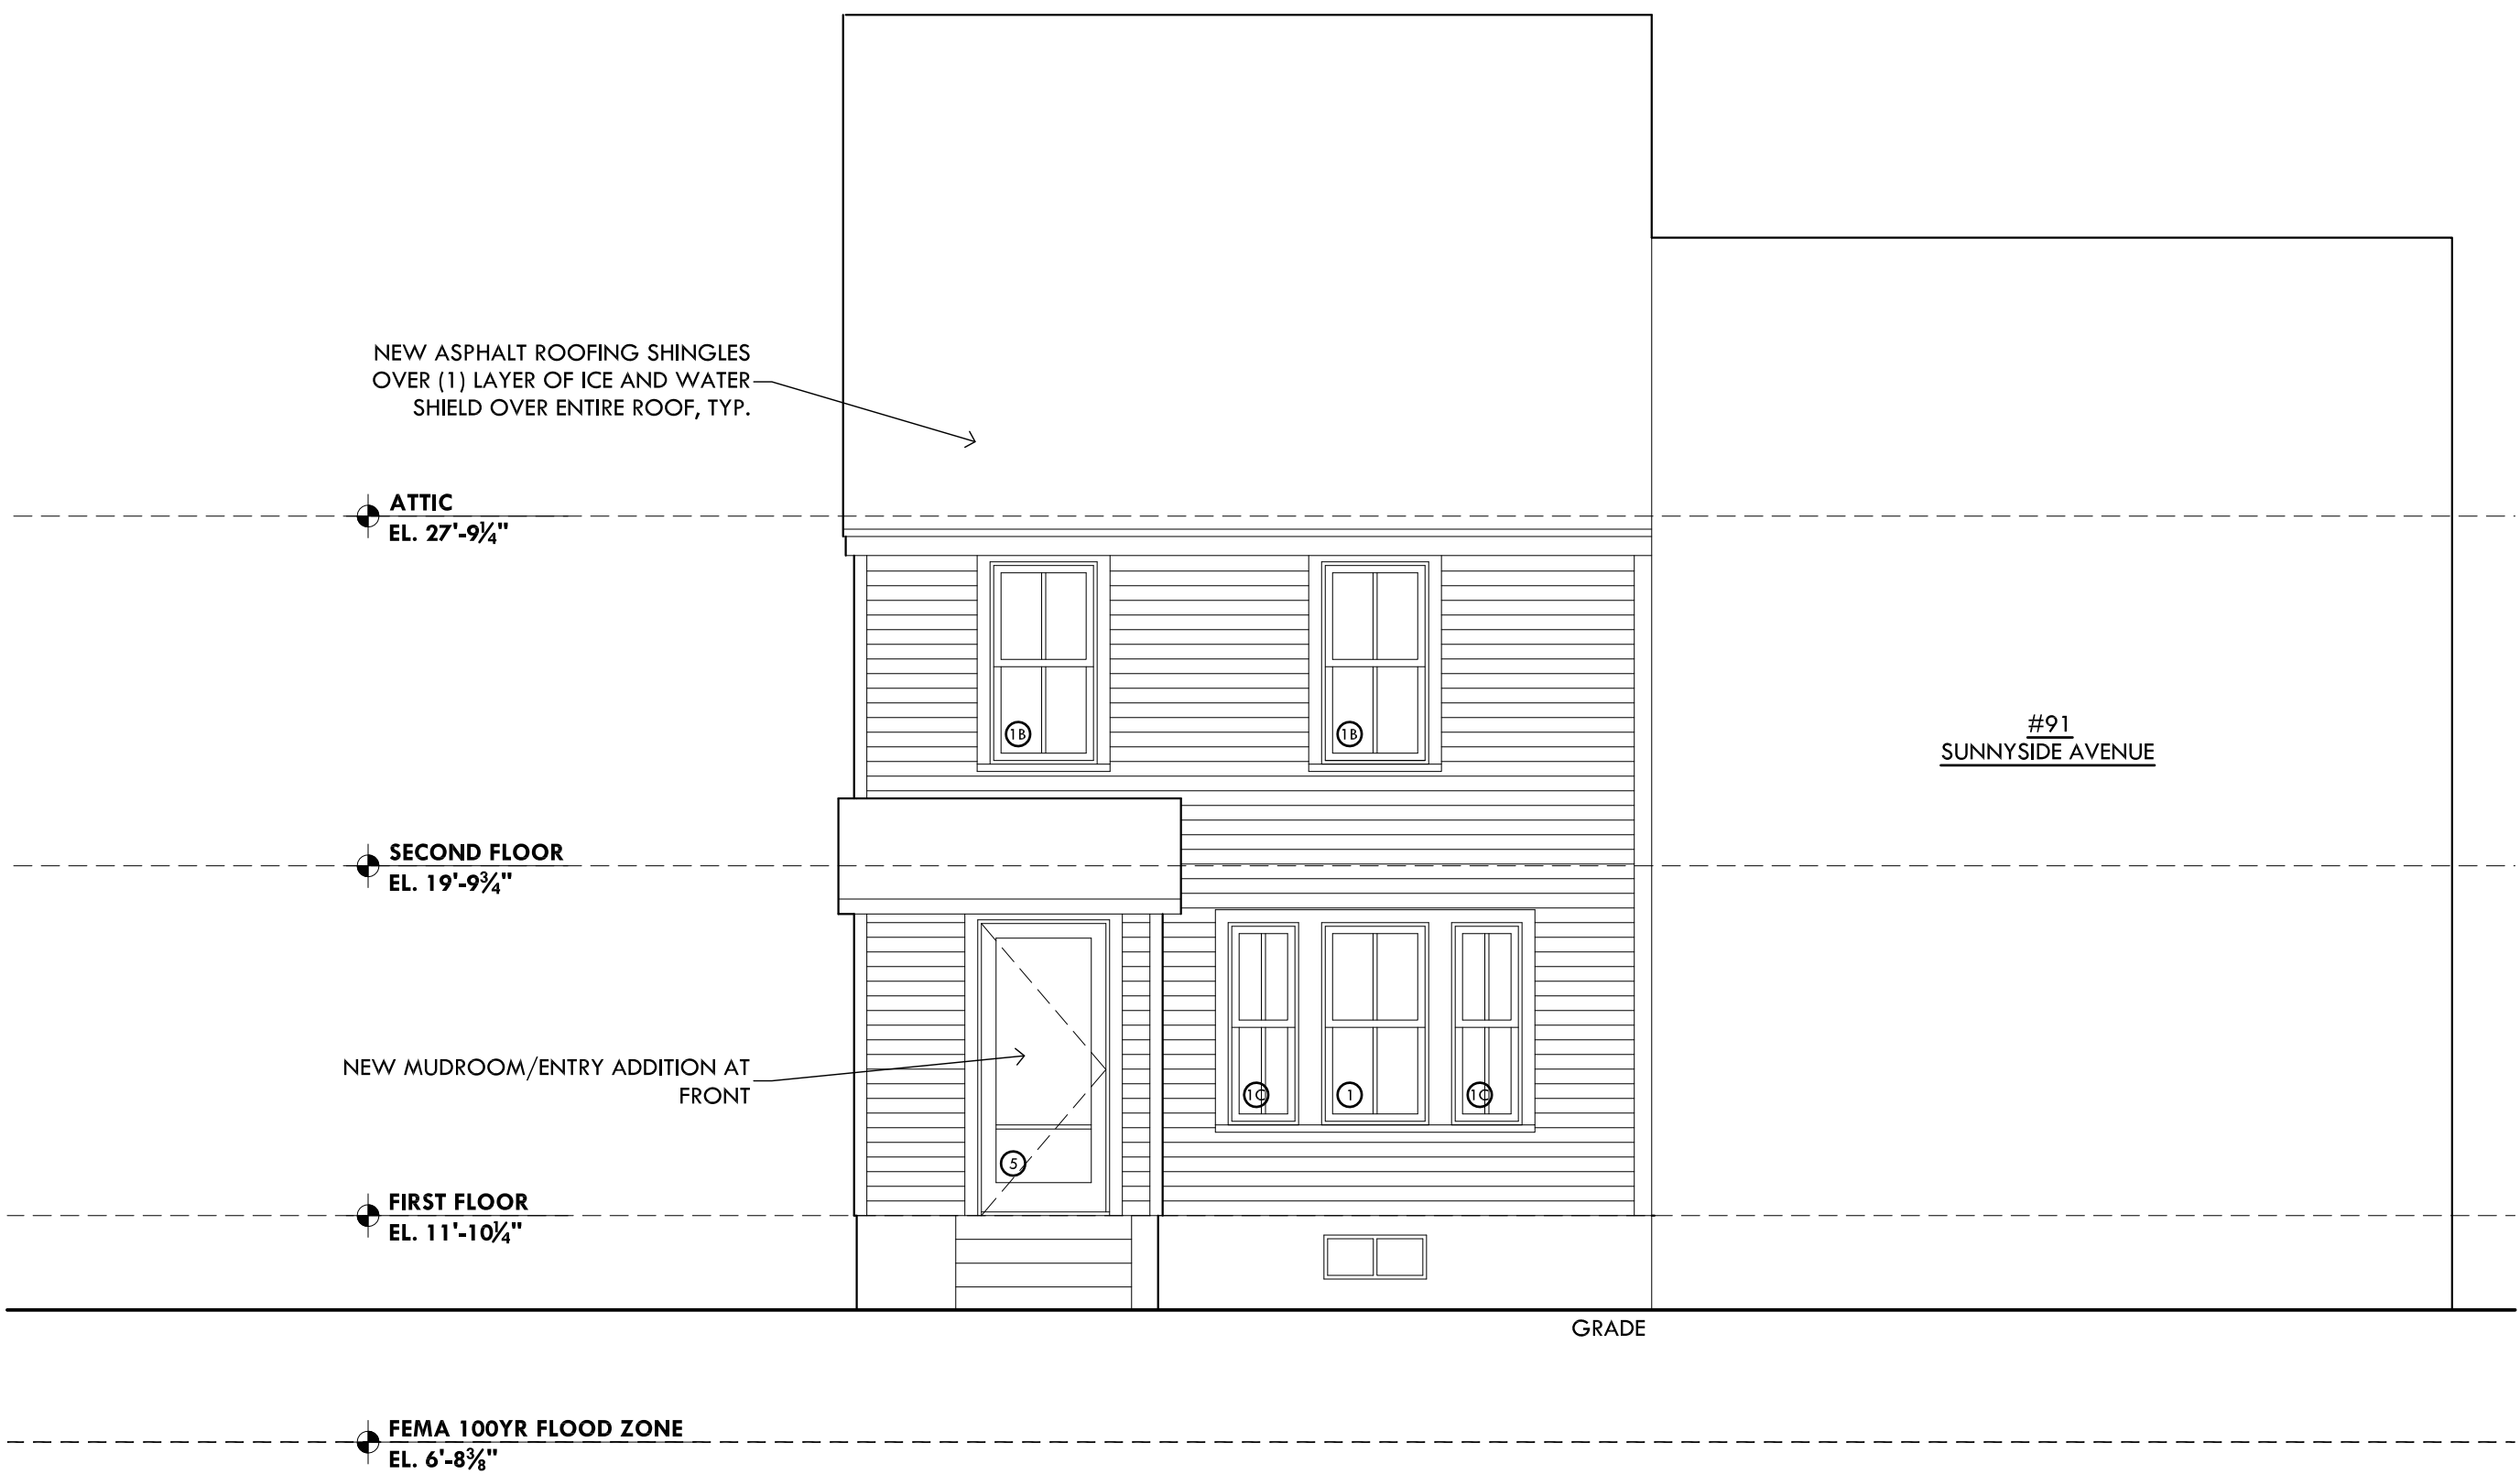 NEW ASPHALT ROOFING SHINGLES
OVER (1) LAYER OF ICE AND WATER
SHIELD OVER ENTIRE ROOF, TYP.
ATTIC
EL. 27'-9¼"
1B
1B
#91
SUNNYSIDE AVENUE
SECOND FLOOR
EL. 19'-9¾"
NEW MUDROOM/ENTRY ADDITION AT
FRONT
1C
1
1C
5
FIRST FLOOR
EL. 11'-10¼"
GRADE
FEMA 100YR FLOOD ZONE
EL. 6'-8⅜"